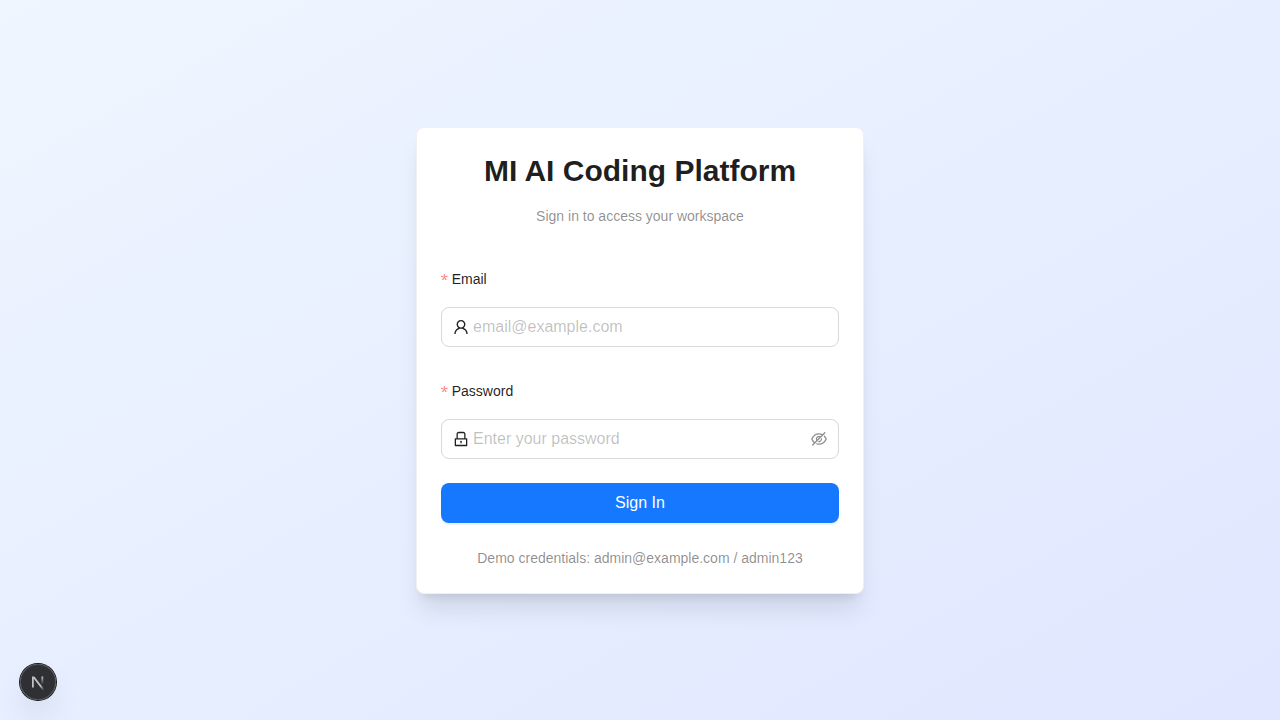 MI AI Coding Platform
Sign in to access your workspace
* Email
email@example.com
* Password
Enter your password
Sign In
Demo credentials: admin@example.com / admin123
N